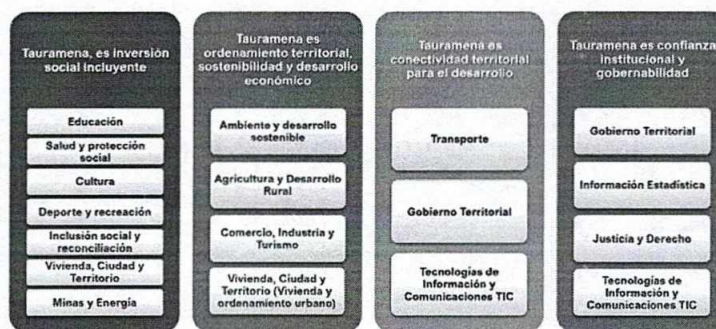 Tauramena, es inversión
social incluyente
Educación
Salud y protección
social
Cultura
Deporte y recreación
Inclusión social y
reconciliación
Vivienda, Ciudad y
Territorio
Minas y Energía
Tauramena es
ordenamiento territorial,
sostenibilidad y desarrollo
económico
Ambiente y desarrollo
sostenible
Agricultura y Desarrollo
Rural
Comercio, Industria y
Turismo
Vivienda, Ciudad y
Territorio (Vivienda y
ordenamiento urbano)
Tauramena es
conectividad territorial
para el desarrollo
Transporte
Gobierno Territorial
Tecnologías de
Información y
Comunicaciones TIC
Tauramena es confianza
institucional y
gobernabilidad
Gobierno Territorial
Información Estadística
Justicia y Derecho
Tecnologías de
Información y
Comunicaciones TIC